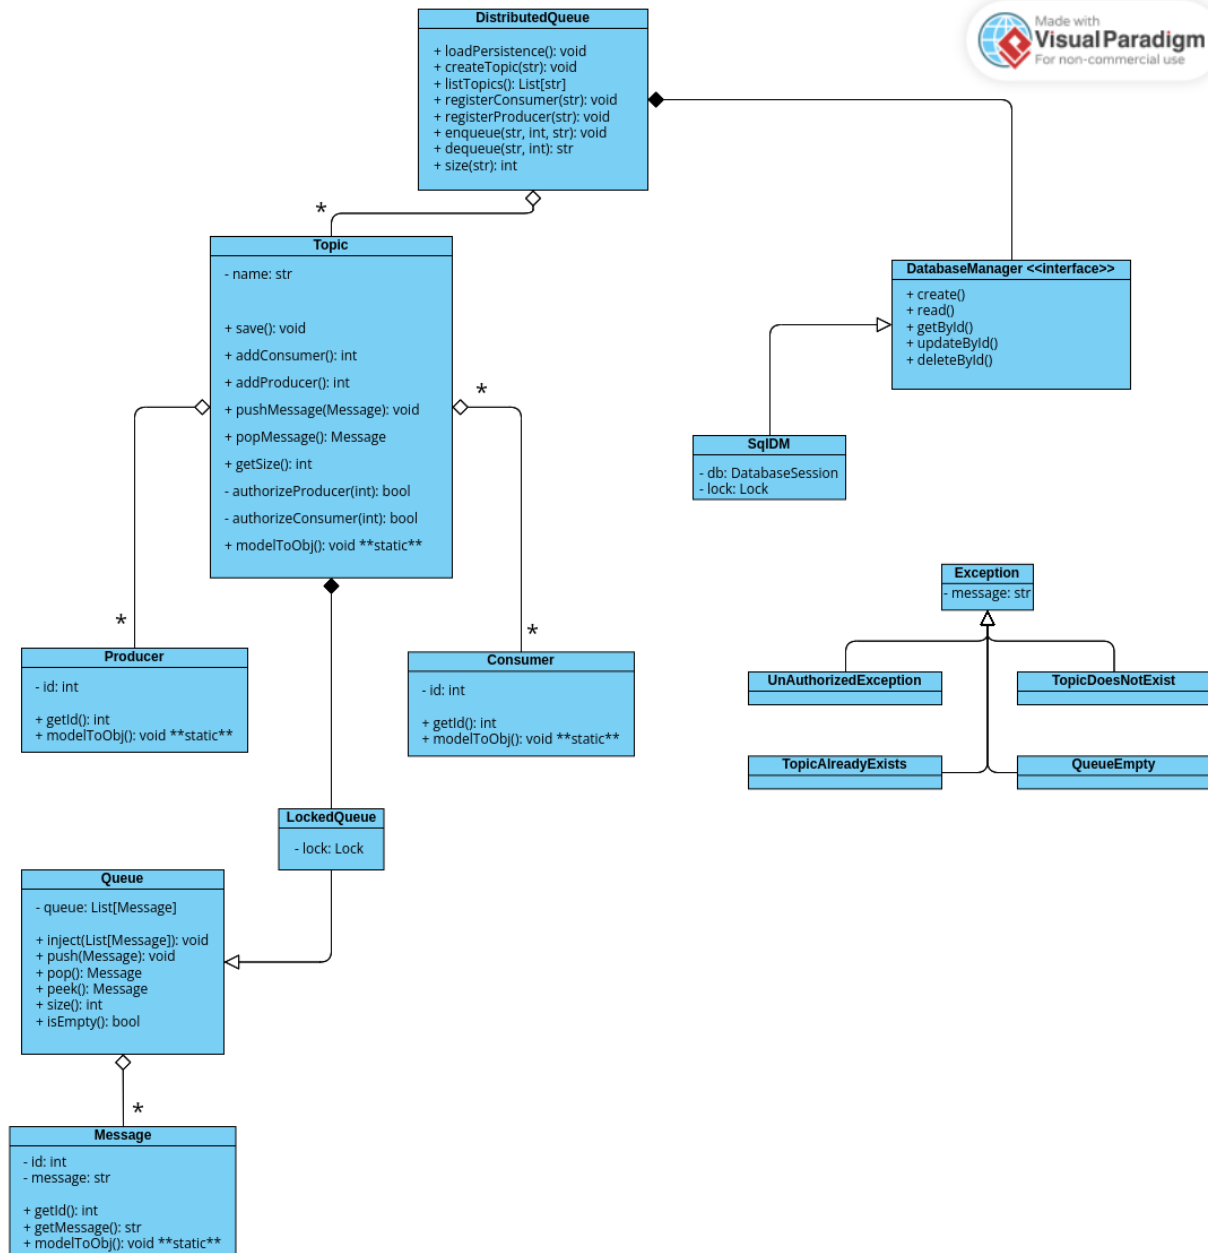 Made with
Visual Paradigm
For non-commercial use
DistributedQueue
+ loadPersistence(): void
+ createTopic(str): void
+ listTopics(): List[str]
+ registerConsumer(str): void
+ registerProducer(str): void
+ enqueue(str, int, str): void
+ dequeue(str, int): str
+ size(str): int
*
Topic
- name: str
+ save(): void
+ addConsumer(): int
+ addProducer(): int
+ pushMessage(Message): void
+ popMessage(): Message
+ getSize(): int
- authorizeProducer(int): bool
- authorizeConsumer(int): bool
+ modelToObj(): void **static**
*
DatabaseManager <<interface>>
+ create()
+ read()
+ getById()
+ updateById()
+ deleteById()
SqlDM
- db: DatabaseSession
- lock: Lock
Exception
- message: str
UnAuthorizedException
TopicDoesNotExist
TopicAlreadyExists
QueueEmpty
*
Producer
- id: int
+ getId(): int
+ modelToObj(): void **static**
*
Consumer
- id: int
+ getId(): int
+ modelToObj(): void **static**
LockedQueue
- lock: Lock
Queue
- queue: List[Message]
+ inject(List[Message]): void
+ push(Message): void
+ pop(): Message
+ peek(): Message
+ size(): int
+ isEmpty(): bool
*
Message
- id: int
- message: str
+ getId(): int
+ getMessage(): str
+ modelToObj(): void **static**